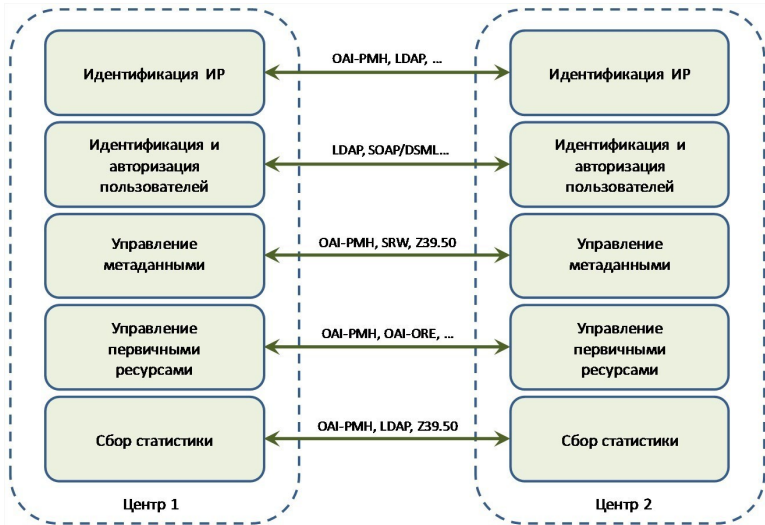 Идентификация ИР
OAI-PMH, LDAP, ...
Идентификация ИР
Идентификация и
авторизация
пользователей
LDAP, SOAP/DSML...
Идентификация и
авторизация
пользователей
Управление
метаданными
OAI-PMH, SRW, Z39.50
Управление
метаданными
Управление
первичными
ресурсами
OAI-PMH, OAI-ORE, ...
Управление
первичными
ресурсами
Сбор статистики
OAI-PMH, LDAP, Z39.50
Сбор статистики
Центр 1
Центр 2